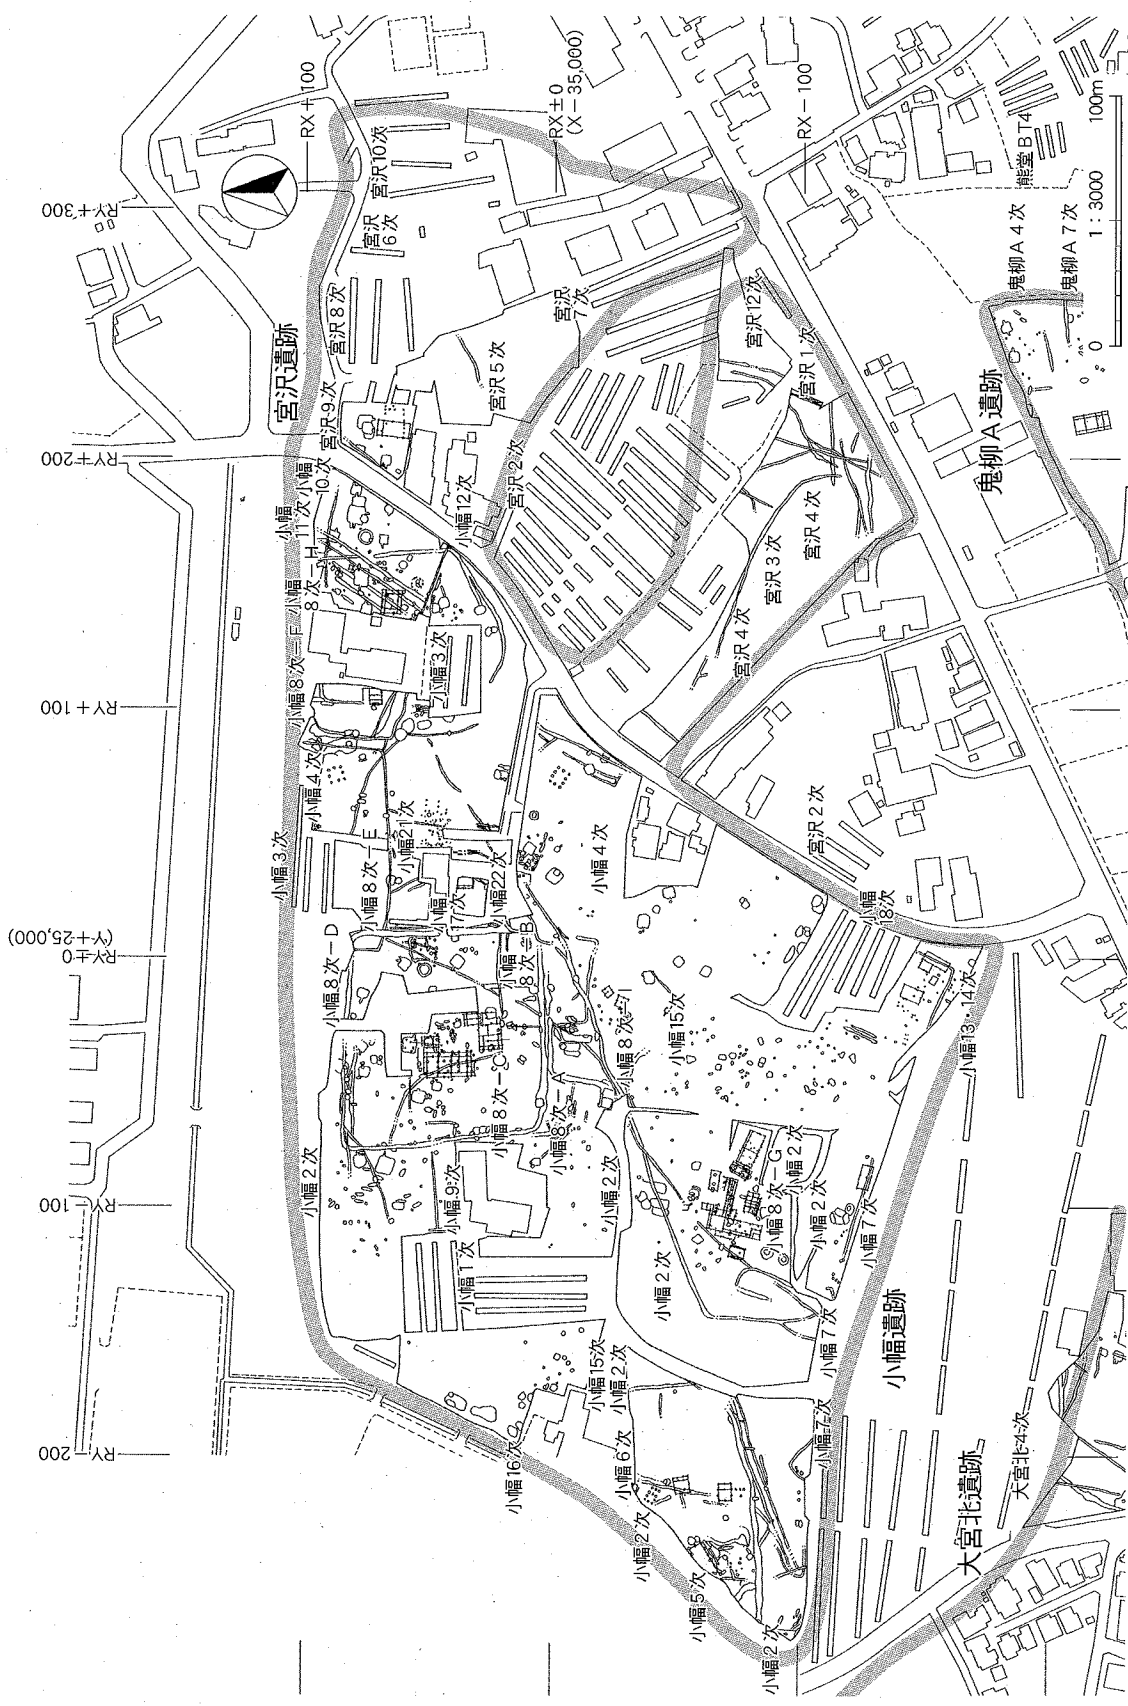 RY－200
RY－100
RY±0
(Y＋25,000)
RY＋100
RY＋200
RY＋300
RX＋100
RX±0
(X－35,000)
RX－100
宮沢遺跡
宮沢10次
宮沢
6次
宮沢8次
宮沢9次
宮沢5次
宮沢
7次
宮沢12次
宮沢1次
宮沢2次
宮沢3次
宮沢4次
宮沢4次
宮沢2次
小幅
10次
小幅
11次
小幅
8次－H
小幅12次
小幅8次－F
小幅3次
小幅4次
小幅3次
小幅8次－E
小幅21次
小幅
17次
小幅22次
小幅8次－D
小幅
8次－B
小幅4次
小幅
18次
小幅8次－C
小幅8次－A
小幅8次－I
小幅15次
小幅13・14次
小幅2次
小幅9次
小幅2次
小幅1次
小幅2次
小幅8次－G
小幅2次
小幅2次
小幅7次
小幅7次
小幅遺跡
小幅15次
小幅2次
小幅16次
小幅6次
小幅7次
小幅2次
小幅5次
小幅2次
大宮北遺跡
大宮北4次
鬼柳A遺跡
鬼柳A4次
鬼柳A7次
熊堂BT4
0
1：3000
100m